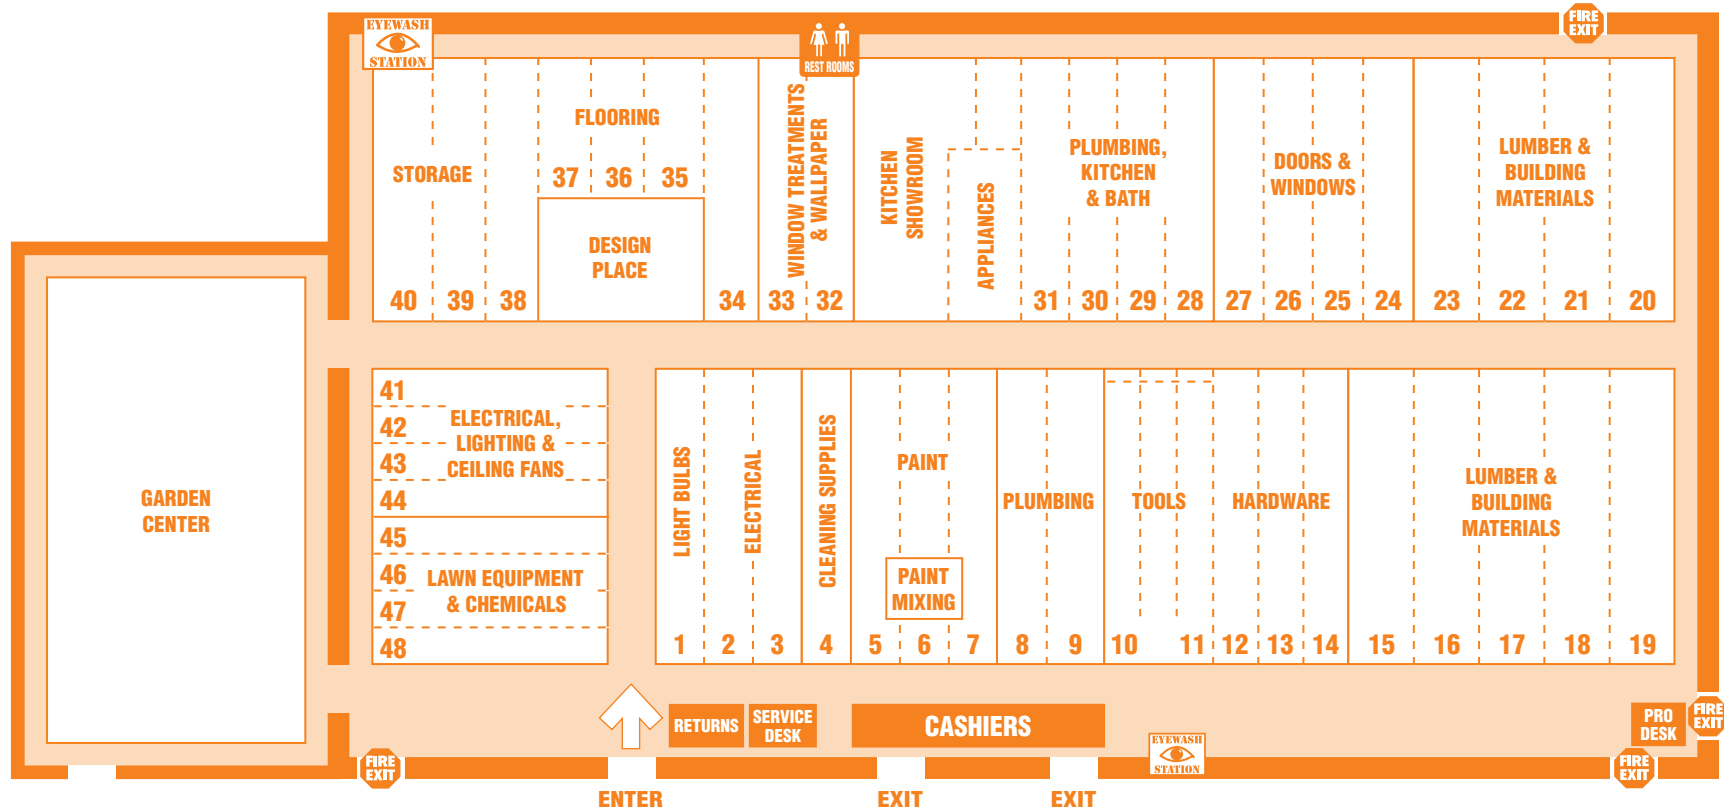 FIRE
EXIT
EYEWASH
STATION
REST ROOMS
STORAGE
FLOORING
37 36 35
DESIGN
PLACE
WINDOW TREATMENTS
& WALLPAPER
KITCHEN
SHOWROOM
APPLIANCES
PLUMBING,
KITCHEN
& BATH
DOORS &
WINDOWS
LUMBER &
BUILDING
MATERIALS
40 39 38 34 33 32 31 30 29 28 27 26 25 24 23 22 21 20
GARDEN
CENTER
41
42
43
44
ELECTRICAL,
LIGHTING &
CEILING FANS
45
46
47
48
LAWN EQUIPMENT
& CHEMICALS
LIGHT BULBS
ELECTRICAL
CLEANING SUPPLIES
PAINT
PAINT
MIXING
PLUMBING
TOOLS
HARDWARE
LUMBER &
BUILDING
MATERIALS
1 2 3 4 5 6 7 8 9 10 11 12 13 14 15 16 17 18 19
RETURNS
SERVICE
DESK
CASHIERS
EYEWASH
STATION
PRO
DESK
FIRE
EXIT
FIRE
EXIT
FIRE
EXIT
ENTER
EXIT
EXIT